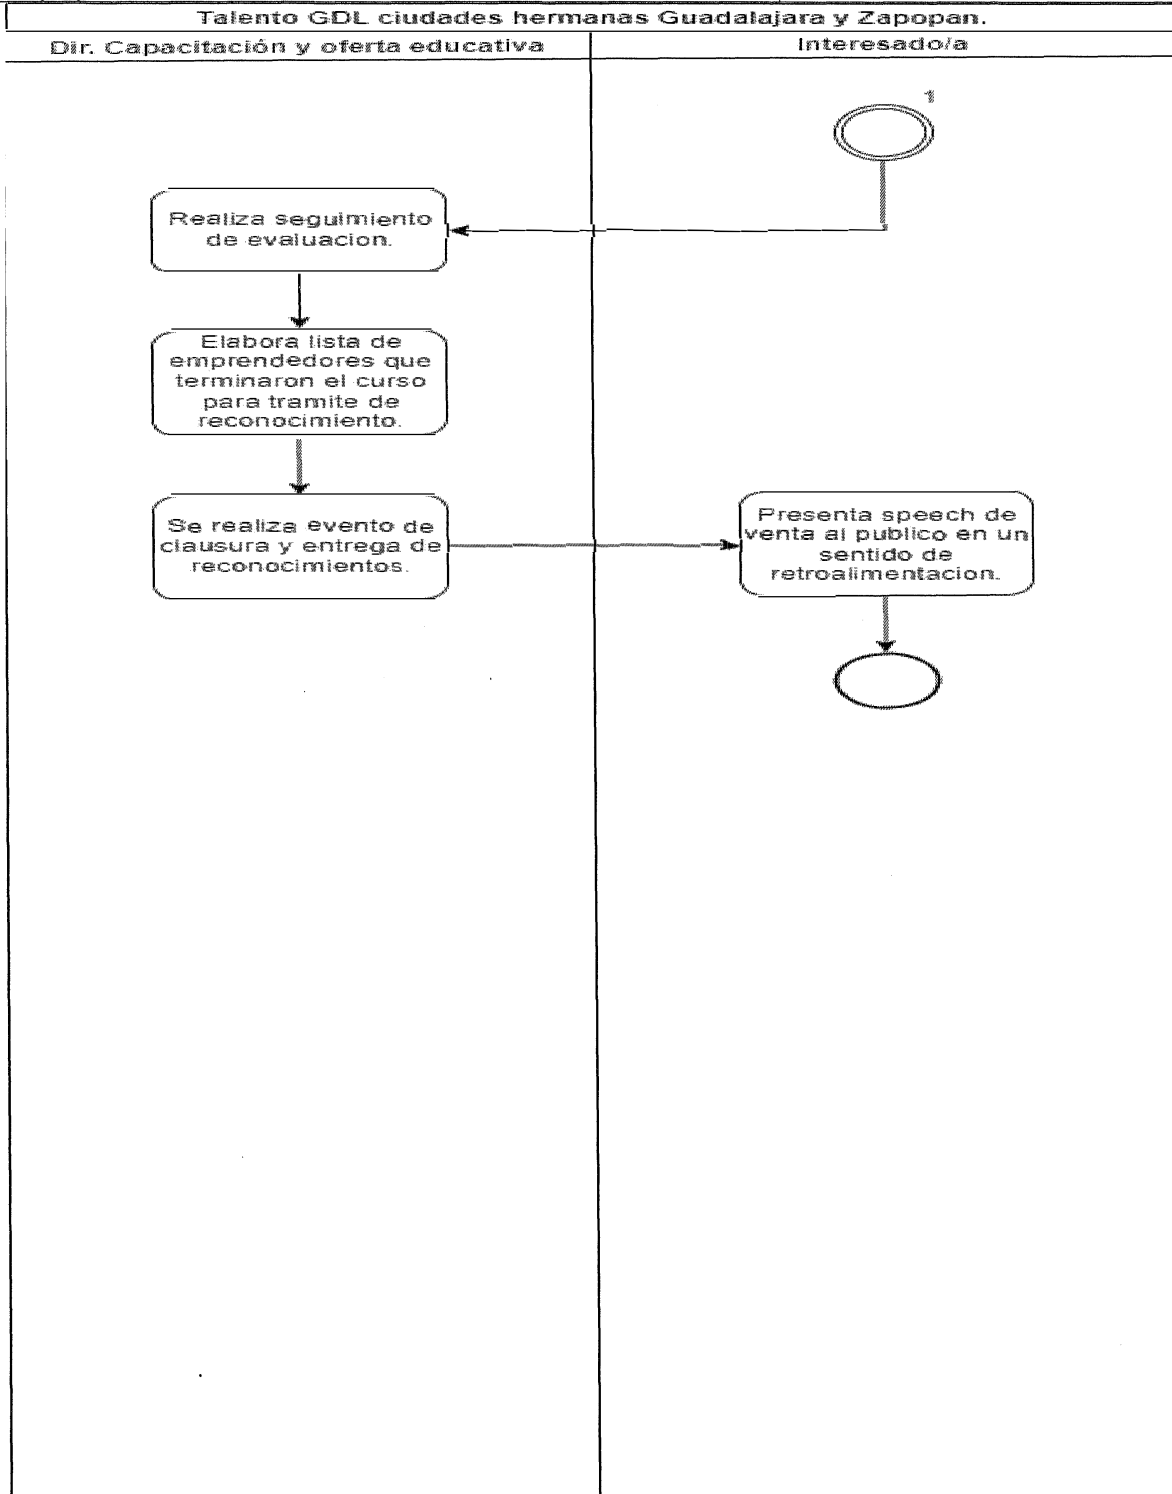 Talento GDL ciudades hermanas Guadalajara y Zapopan.
Dir. Capacitación y oferta educativa
Interesado/a
1
Realiza seguimiento
de evaluacion.
Elabora lista de
emprendedores que
terminaron el curso
para tramite de
reconocimiento.
Se realiza evento de
clausura y entrega de
reconocimientos.
Presenta speech de
venta al publico en un
sentido de
retroalimentacion.